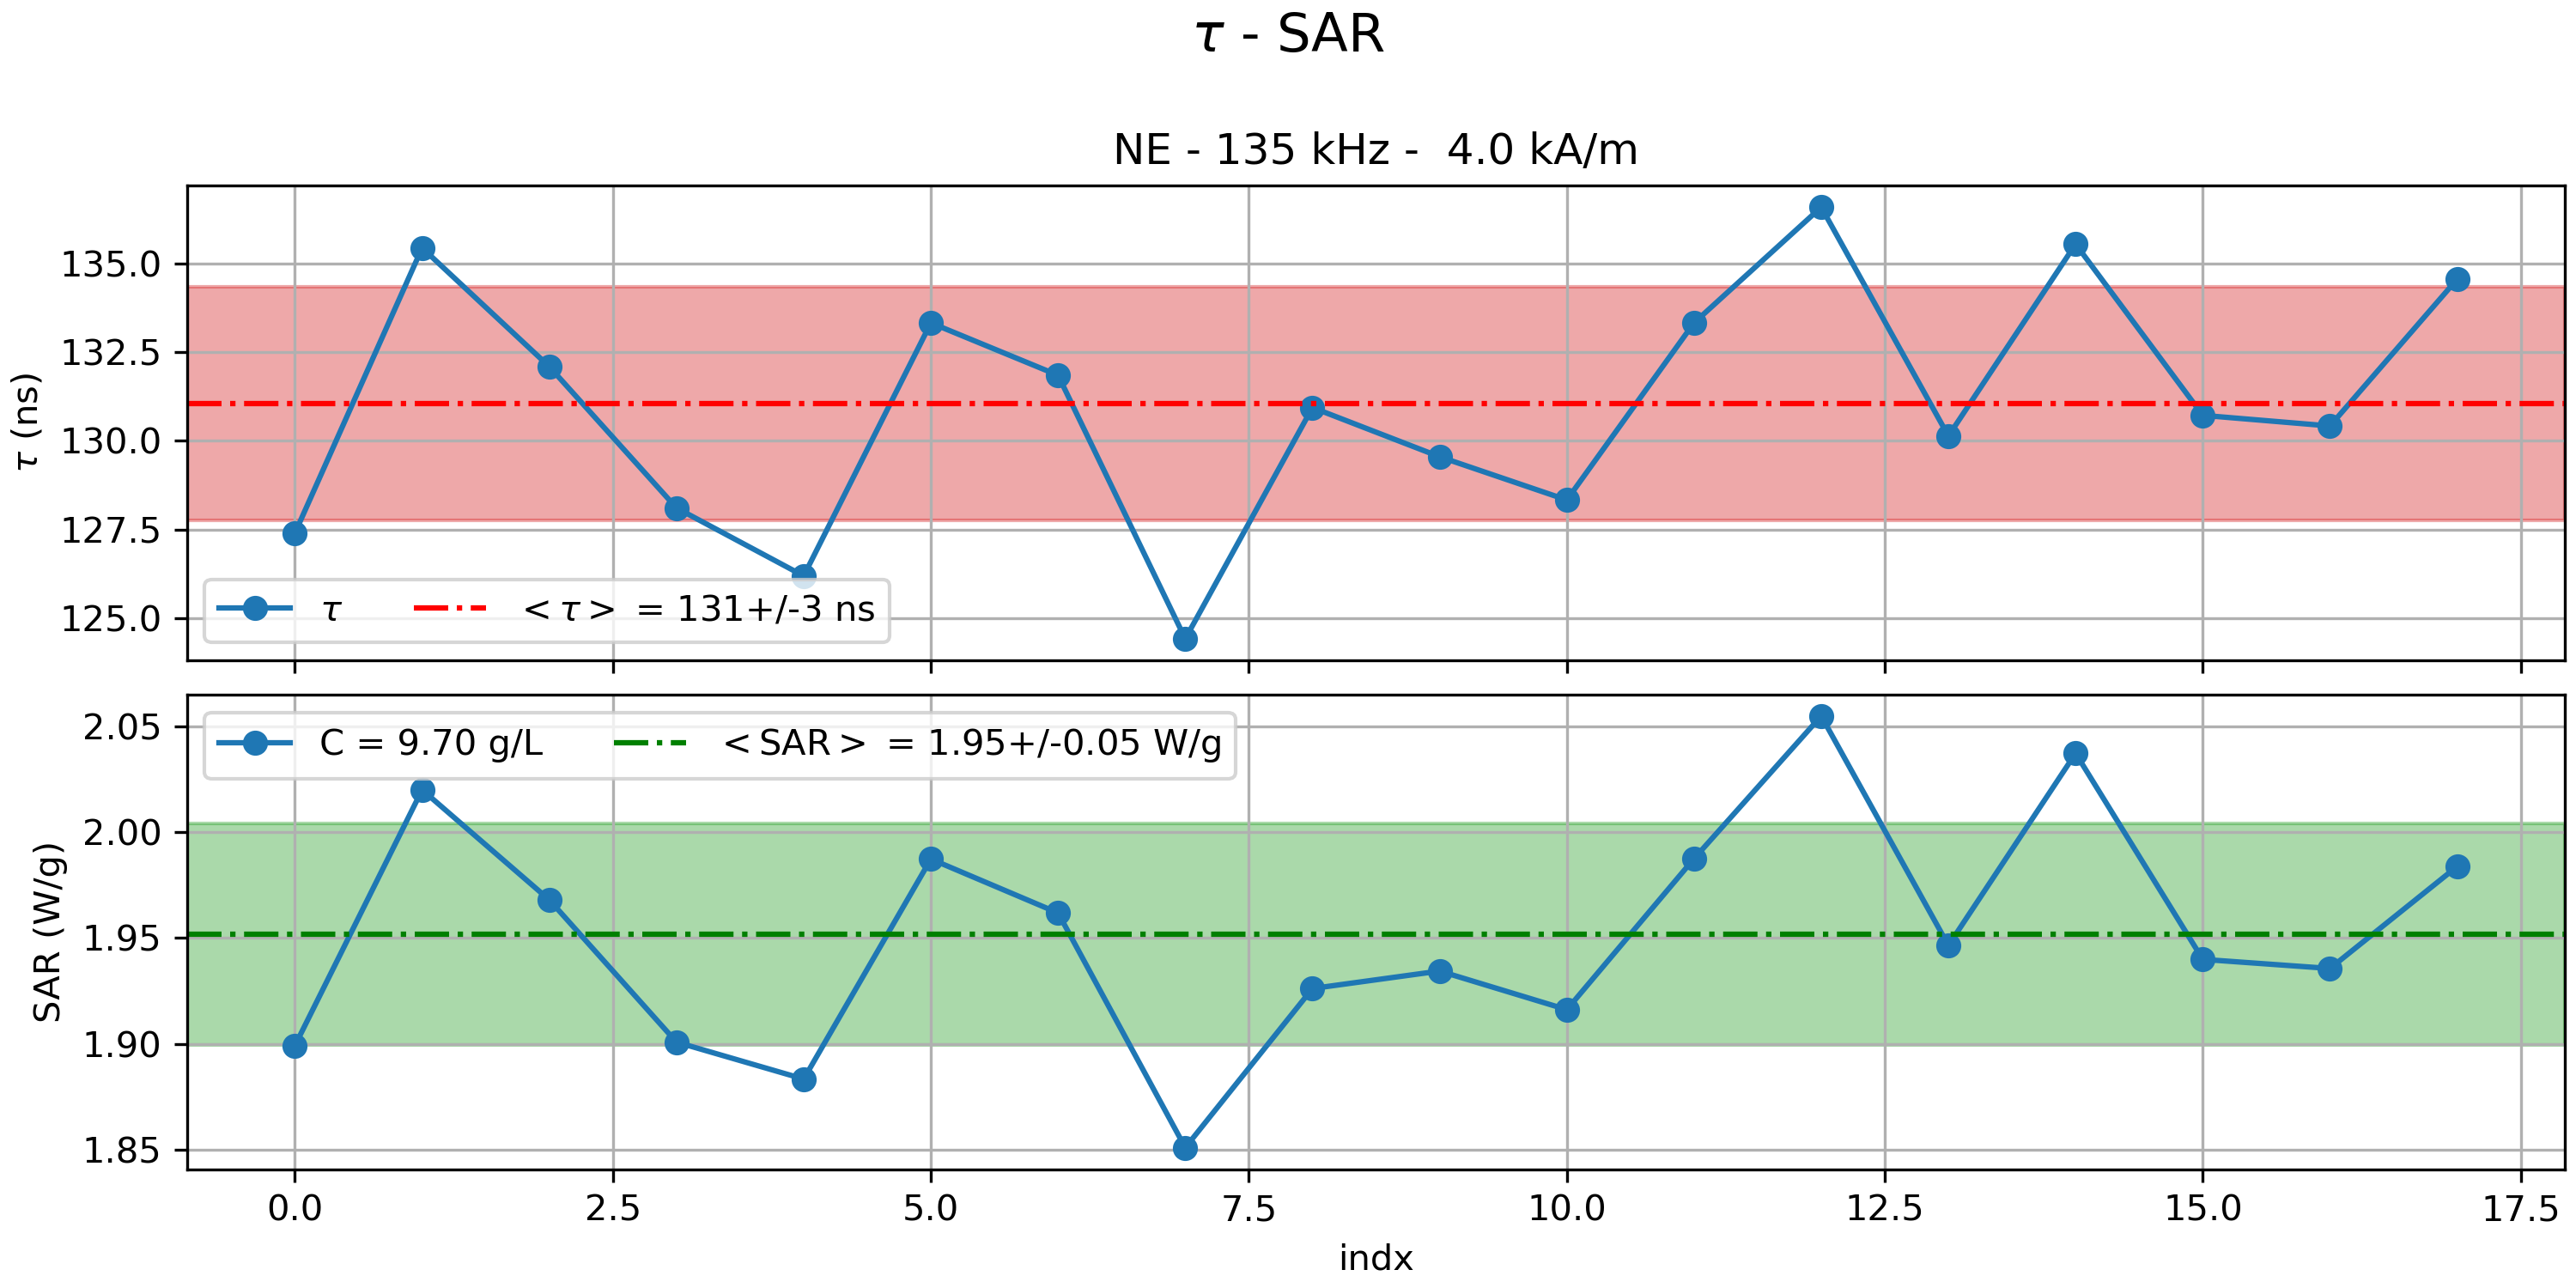 τ - SAR
NE - 135 kHz -  4.0 kA/m
τ (ns)
135.0
132.5
130.0
127.5
125.0
τ
<τ> = 131+/-3 ns
SAR (W/g)
2.05
2.00
1.95
1.90
1.85
C = 9.70 g/L
<SAR> = 1.95+/-0.05 W/g
0.0 2.5 5.0 7.5 10.0 12.5 15.0 17.5
indx